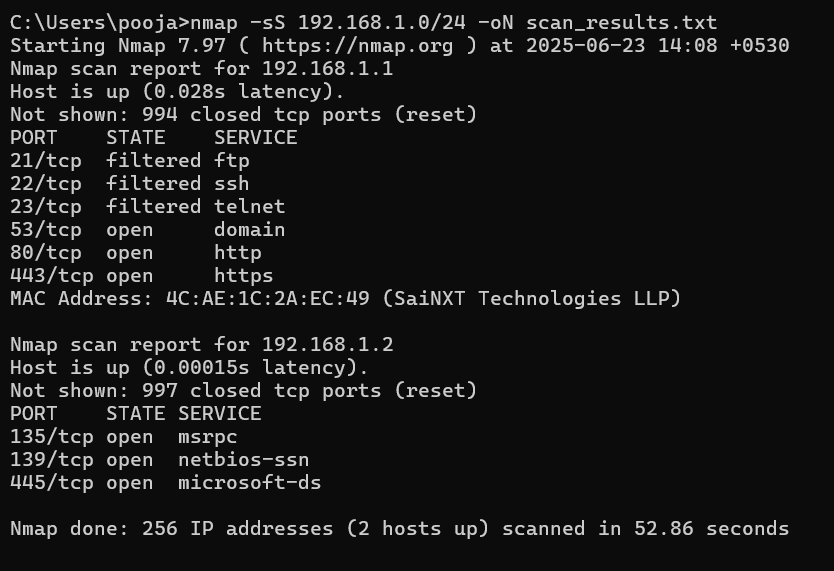 C:\Users\pooja>nmap -sS 192.168.1.0/24 -oN scan_results.txt
Starting Nmap 7.97 ( https://nmap.org ) at 2025-06-23 14:08 +0530
Nmap scan report for 192.168.1.1
Host is up (0.028s latency).
Not shown: 994 closed tcp ports (reset)
PORT    STATE    SERVICE
21/tcp  filtered ftp
22/tcp  filtered ssh
23/tcp  filtered telnet
53/tcp  open     domain
80/tcp  open     http
443/tcp open     https
MAC Address: 4C:AE:1C:2A:EC:49 (SaiNXT Technologies LLP)

Nmap scan report for 192.168.1.2
Host is up (0.00015s latency).
Not shown: 997 closed tcp ports (reset)
PORT    STATE SERVICE
135/tcp open  msrpc
139/tcp open  netbios-ssn
445/tcp open  microsoft-ds

Nmap done: 256 IP addresses (2 hosts up) scanned in 52.86 seconds